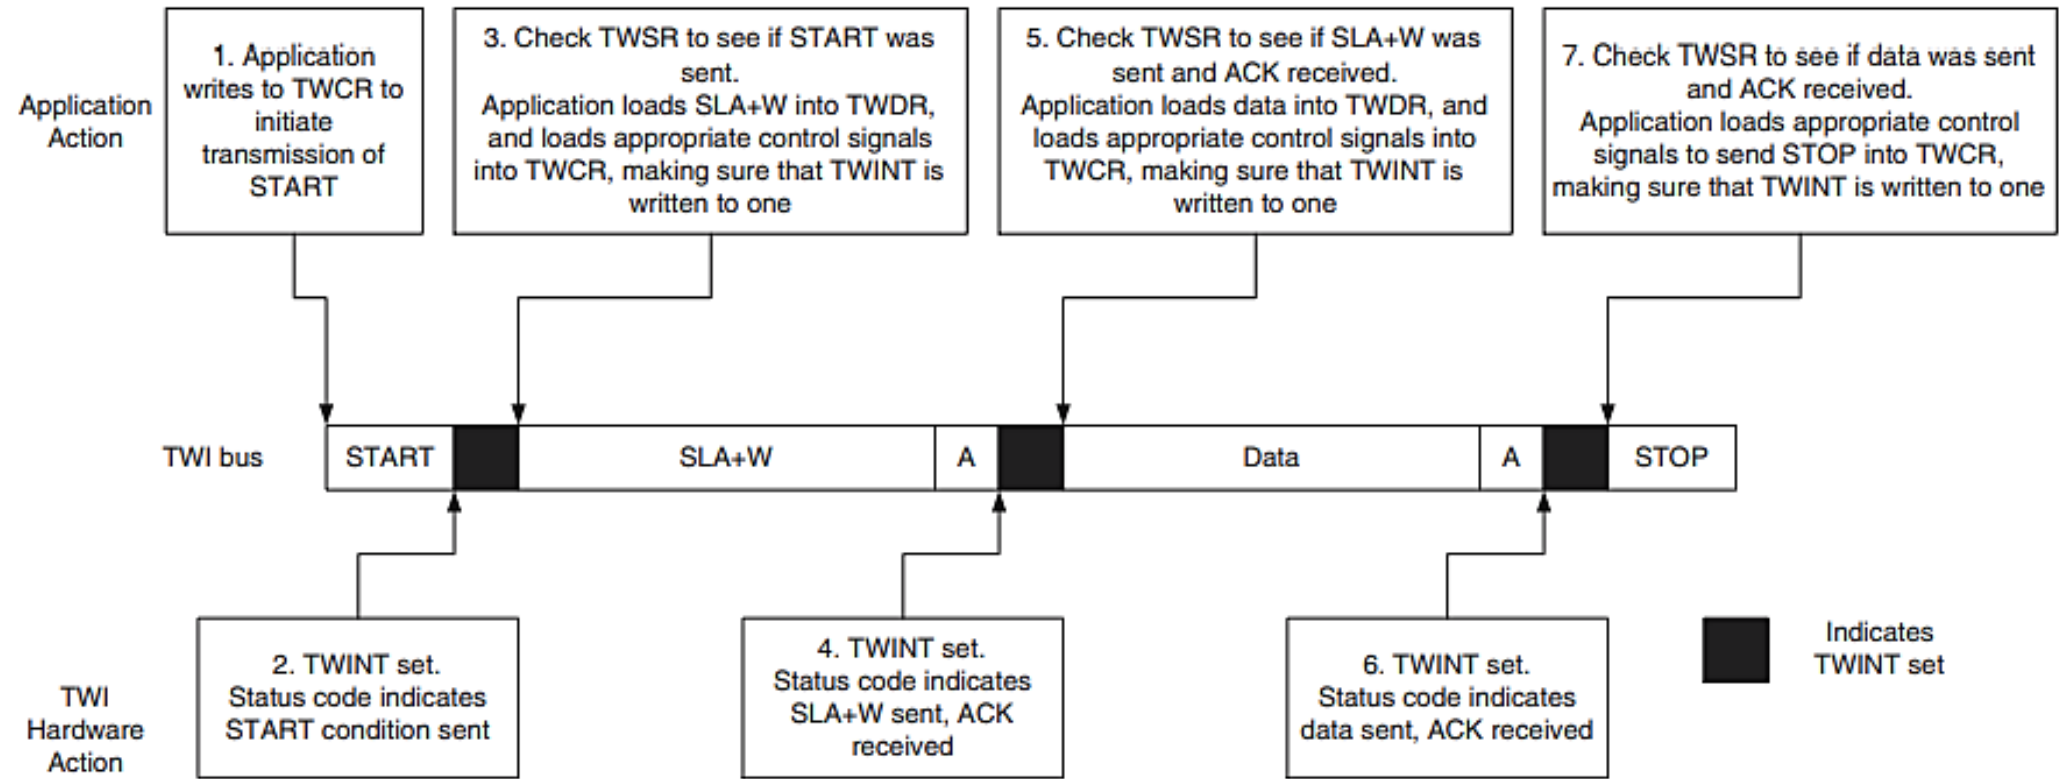 Application
Action
1. Application
writes to TWCR to
initiate
transmission of
START
3. Check TWSR to see if START was
sent.
Application loads SLA+W into TWDR,
and loads appropriate control signals
into TWCR, making sure that TWINT is
written to one
5. Check TWSR to see if SLA+W was
sent and ACK received.
Application loads data into TWDR, and
loads appropriate control signals into
TWCR, making sure that TWINT is
written to one
7. Check TWSR to see if data was sent
and ACK received.
Application loads appropriate control
signals to send STOP into TWCR,
making sure that TWINT is written to one
TWI bus
START
SLA+W
A
Data
A
STOP
TWI
Hardware
Action
2. TWINT set.
Status code indicates
START condition sent
4. TWINT set.
Status code indicates
SLA+W sent, ACK
received
6. TWINT set.
Status code indicates
data sent, ACK received
Indicates
TWINT set